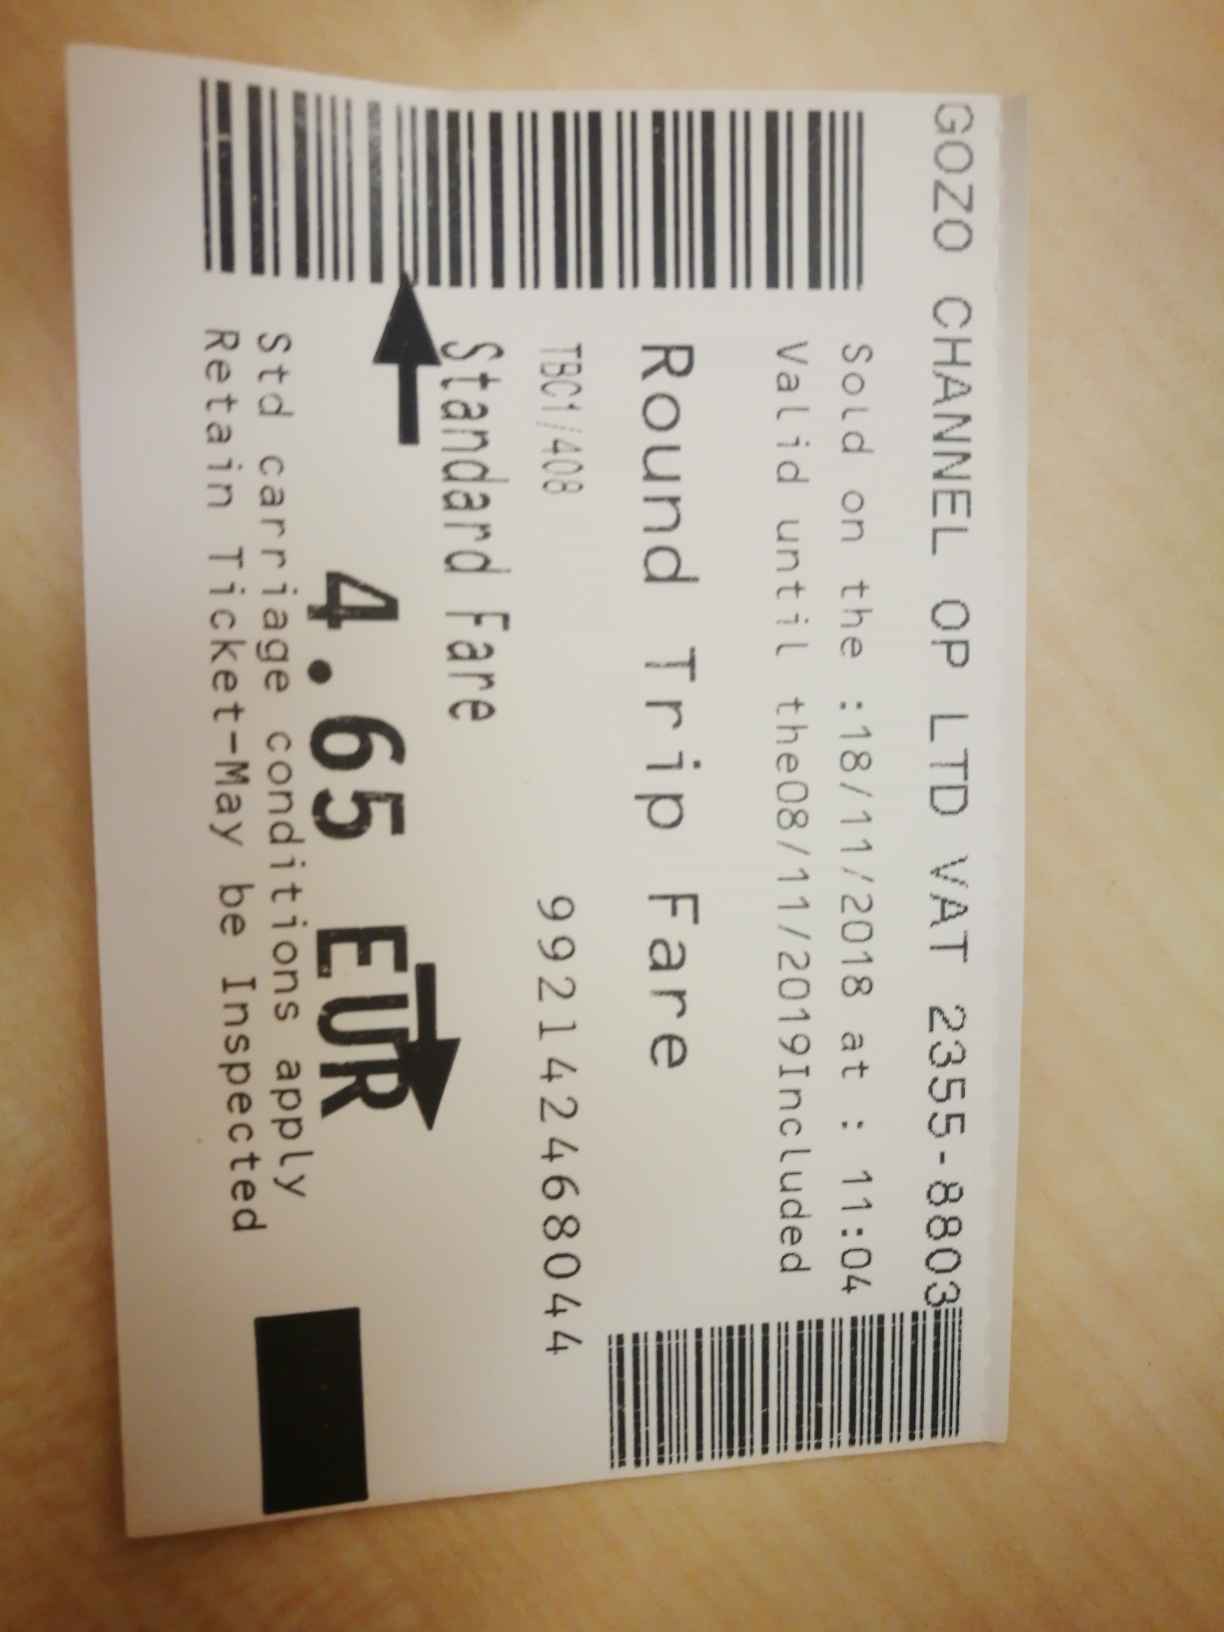 GOZO CHANNEL OP LTD VAT 2355-8803
Sold on the :18/11/2018 at : 11:04
Valid until the08/11/2019Included
Round Trip Fare
TBC1/408 992142468044
Standard Fare
4.65 EUR
Std carriage conditions apply
Retain Ticket-May be Inspected